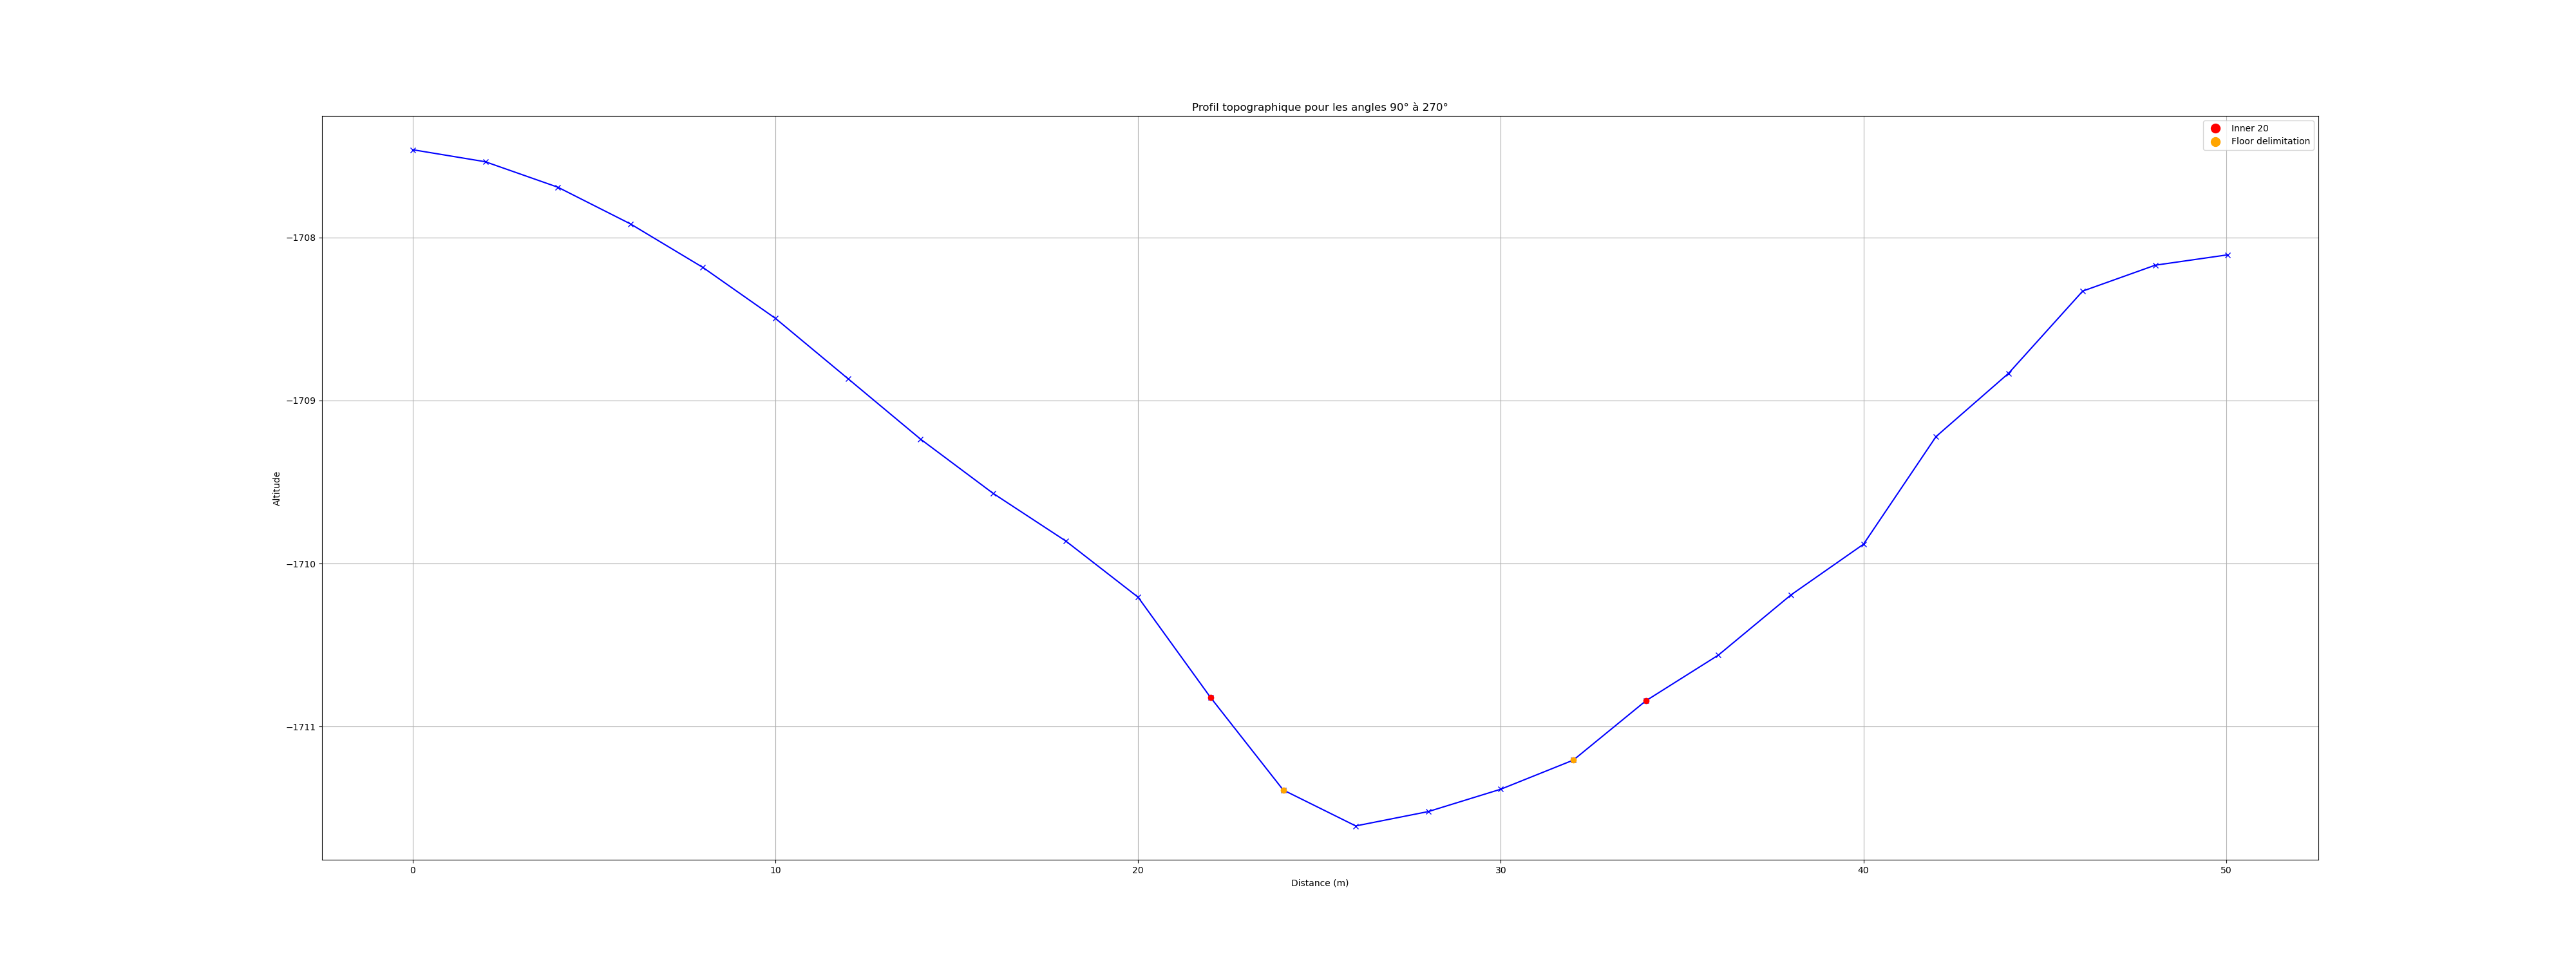 Profil topographique pour les angles 90° à 270°
Inner 20
Floor delimitation
−1708
−1709
−1710
−1711
Altitude
0 10 20 30 40 50
Distance (m)